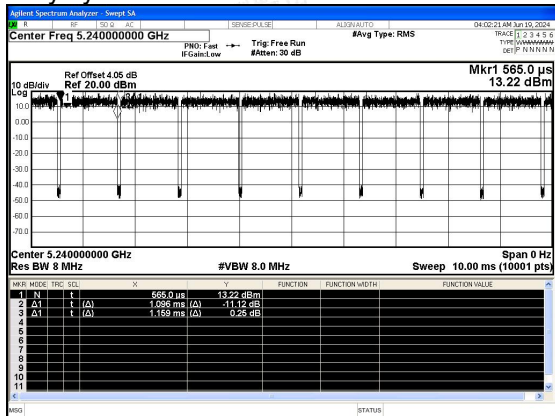 Agilent Spectrum Analyzer - Swept SA
R RF 50 Ω AC SENSE:PULSE ALIGN AUTO 04:02:21 AM Jun 19, 2024
Center Freq 5.240000000 GHz #Avg Type: RMS TRACE 1 2 3 4 5 6
PNO: Fast Trig: Free Run TYPE
IFGain:Low #Atten: 30 dB DET P N N N N N
Mkr1 565.0 µs
Ref Offset 4.05 dB
10 dB/div Ref 20.00 dBm 13.22 dBm
Log
1
10.0
0.00
-10.0
-20.0
-30.0
-40.0
-50.0
-60.0
-70.0
Center 5.240000000 GHz Span 0 Hz
Res BW 8 MHz #VBW 8.0 MHz Sweep 10.00 ms (10001 pts)
MKR MODE TRC SCL X Y FUNCTION FUNCTION WIDTH FUNCTION VALUE
1 N t 565.0 µs 13.22 dBm
2 Δ1 t (Δ) 1.096 ms (Δ) -11.12 dB
3 Δ1 t (Δ) 1.159 ms (Δ) 0.25 dB
4
5
6
7
8
9
10
11
MSG STATUS